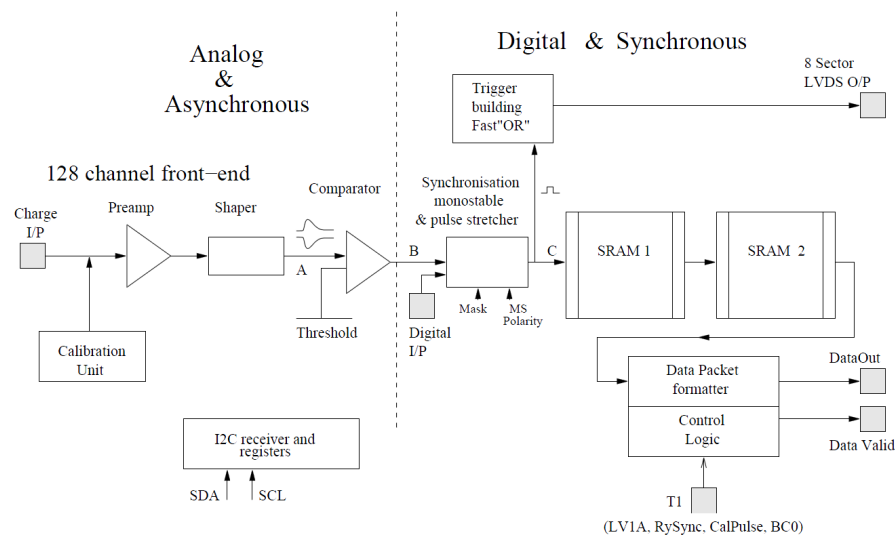 Analog
&
Asynchronous
Digital & Synchronous
8 Sector
LVDS O/P
Trigger
building
Fast"OR"
128 channel front−end
Charge
I/P
Preamp
Shaper
Comparator
Synchronisation
monostable
& pulse stretcher
A
B
C
SRAM 1
SRAM 2
Threshold
Digital
I/P
Mask
MS
Polarity
Calibration
Unit
Data Packet
formatter
DataOut
Control
Logic
Data Valid
I2C receiver and
registers
SDA
SCL
T1
(LV1A, RySync, CalPulse, BC0)